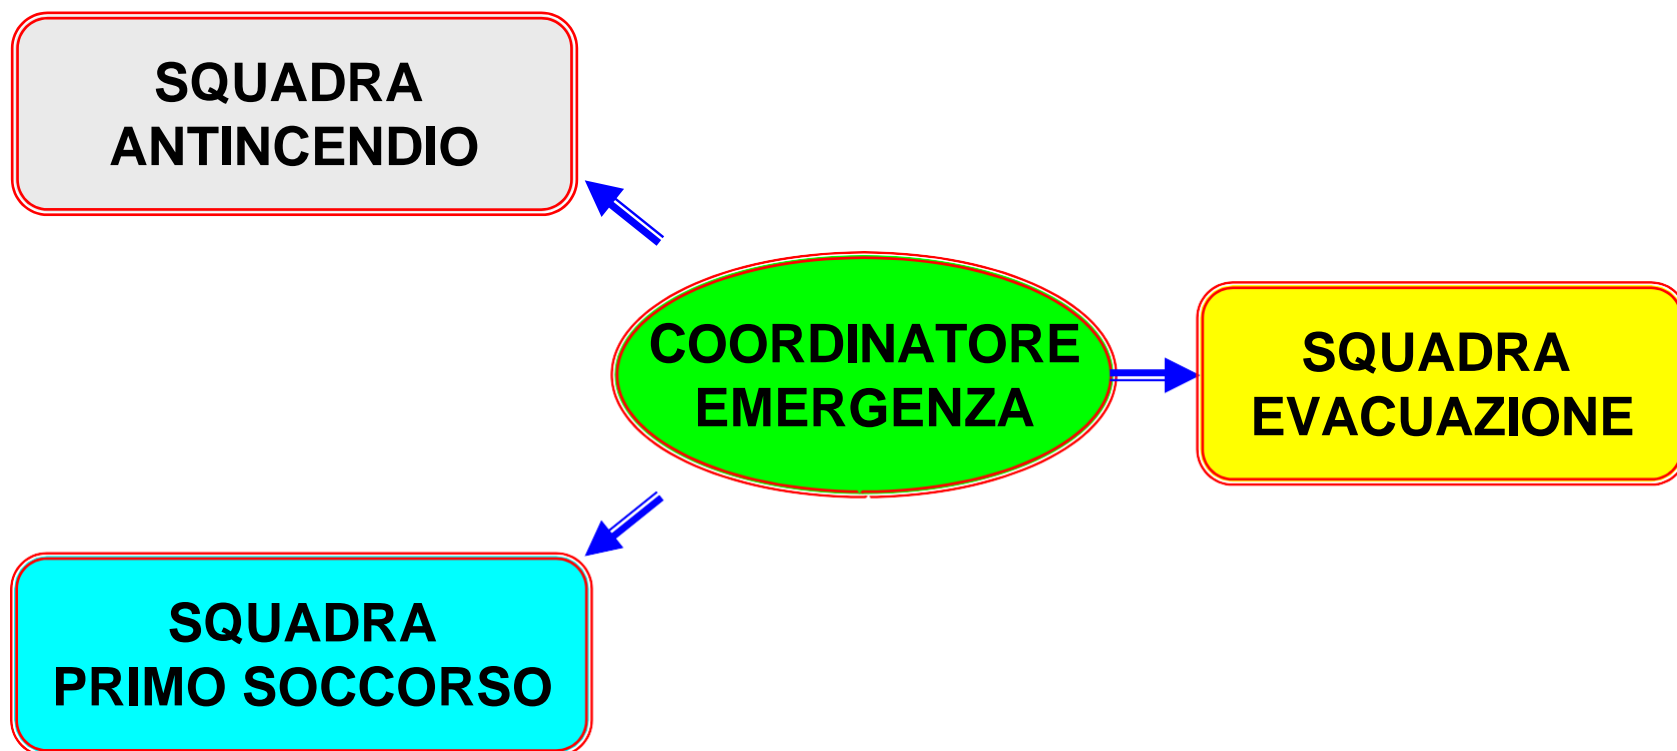 SQUADRA
ANTINCENDIO
COORDINATORE
EMERGENZA
SQUADRA
EVACUAZIONE
SQUADRA
PRIMO SOCCORSO